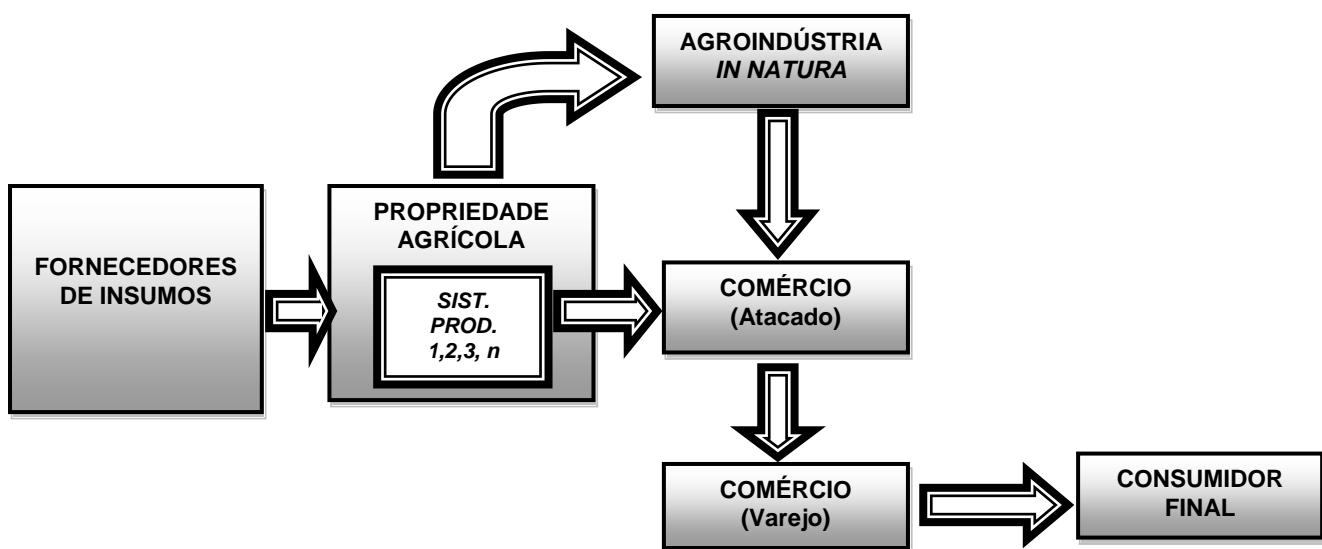 AGROINDÚSTRIA
IN NATURA
FORNECEDORES
DE INSUMOS
PROPRIEDADE
AGRÍCOLA
SIST.
PROD.
1,2,3, n
COMÉRCIO
(Atacado)
COMÉRCIO
(Varejo)
CONSUMIDOR
FINAL